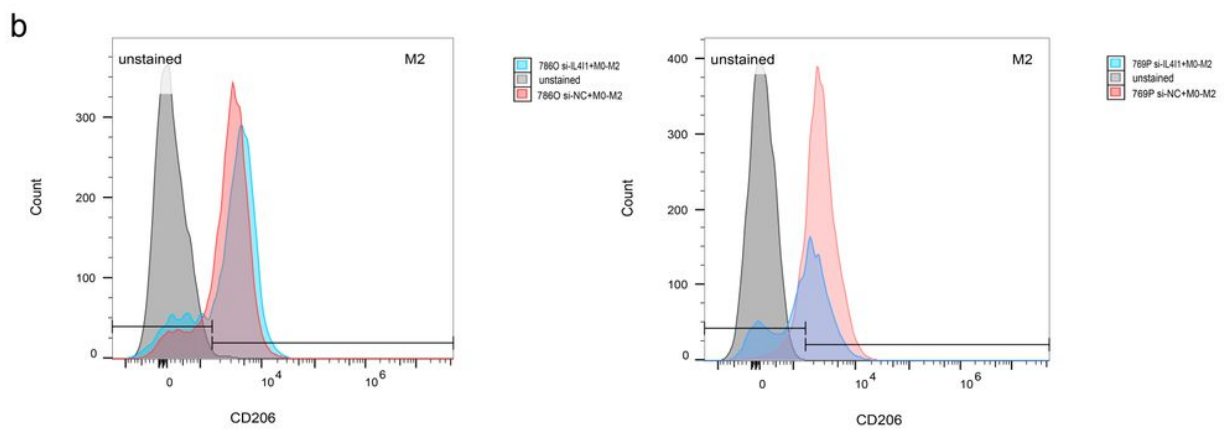 b
unstained M2
786O si-IL4I1+M0-M2
unstained
786O si-NC+M0-M2
300
200
100
0
Count
0 10^4 10^6
CD206
unstained M2
769P si-IL4I1+M0-M2
unstained
769P si-NC+M0-M2
400
300
200
100
0
Count
0 10^4 10^6
CD206